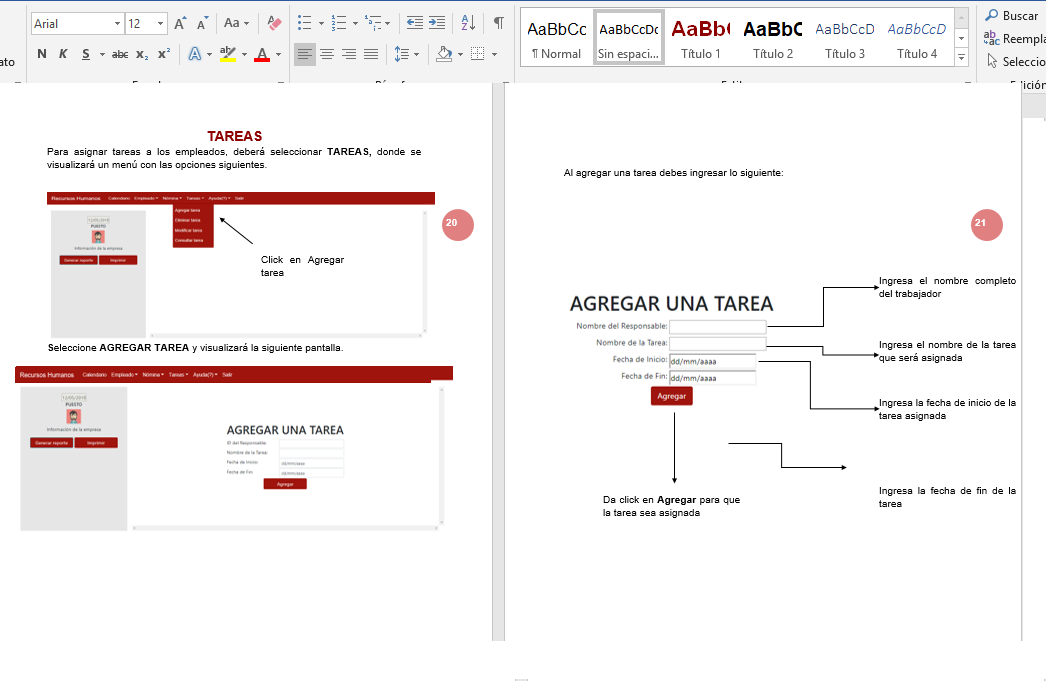 Arial
12
Aa
AaBbCc
AaBbCcDc
AaBb(
AaBbC
AaBbCcD
AaBbCcD
Buscar
N K S abc x₂ x² A ab A
¶ Normal
Sin espaci...
Título 1
Título 2
Título 3
Título 4
Reempla
Seleccio
ato
Edición
TAREAS
Para asignar tareas a los empleados, deberá seleccionar TAREAS, donde se
visualizará un menú con las opciones siguientes.
Recursos Humanos Calendario Empleado Nómina Tareas Ayuda(?) Salir
Agregar tarea
Eliminar tarea
Modificar tarea
Consultar tarea
PUESTO
Información de la empresa
Generar reporte Imprimir
Click en Agregar
tarea
20
Seleccione AGREGAR TAREA y visualizará la siguiente pantalla.
Recursos Humanos Calendario Empleado Nómina Tareas Ayuda(?) Salir
PUESTO
Información de la empresa
Generar reporte Imprimir
AGREGAR UNA TAREA
ID del Responsable:
Nombre de la Tarea:
Fecha de Inicio: dd/mm/aaaa
Fecha de Fin: dd/mm/aaaa
Agregar
Al agregar una tarea debes ingresar lo siguiente:
21
AGREGAR UNA TAREA
Nombre del Responsable:
Nombre de la Tarea:
Fecha de Inicio: dd/mm/aaaa
Fecha de Fin: dd/mm/aaaa
Agregar
Ingresa el nombre completo
del trabajador
Ingresa el nombre de la tarea
que será asignada
Ingresa la fecha de inicio de la
tarea asignada
Ingresa la fecha de fin de la
tarea
Da click en Agregar para que
la tarea sea asignada